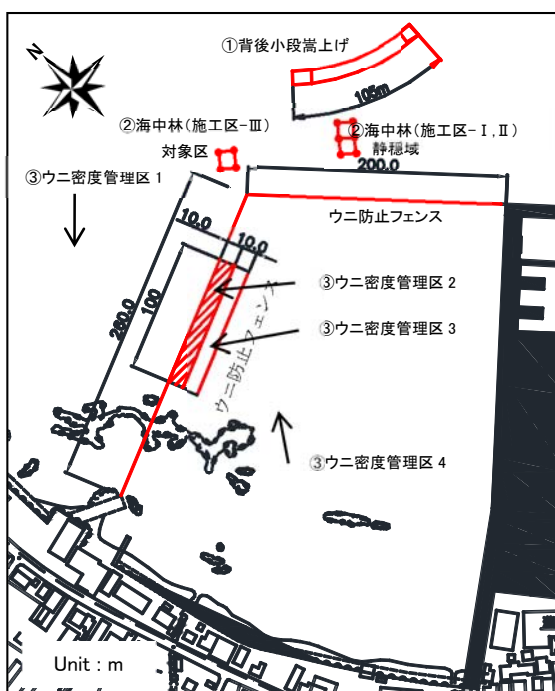 ①背後小段嵩上げ
N
105m
②海中林(施工区-Ⅲ)
対象区
②海中林(施工区-Ⅰ,Ⅱ)
静穏域
200.0
③ウニ密度管理区1
ウニ防止フェンス
10.0
10.0
③ウニ密度管理区2
280.0
100
③ウニ密度管理区3
ウニ防止フェンス
③ウニ密度管理区4
Unit : m